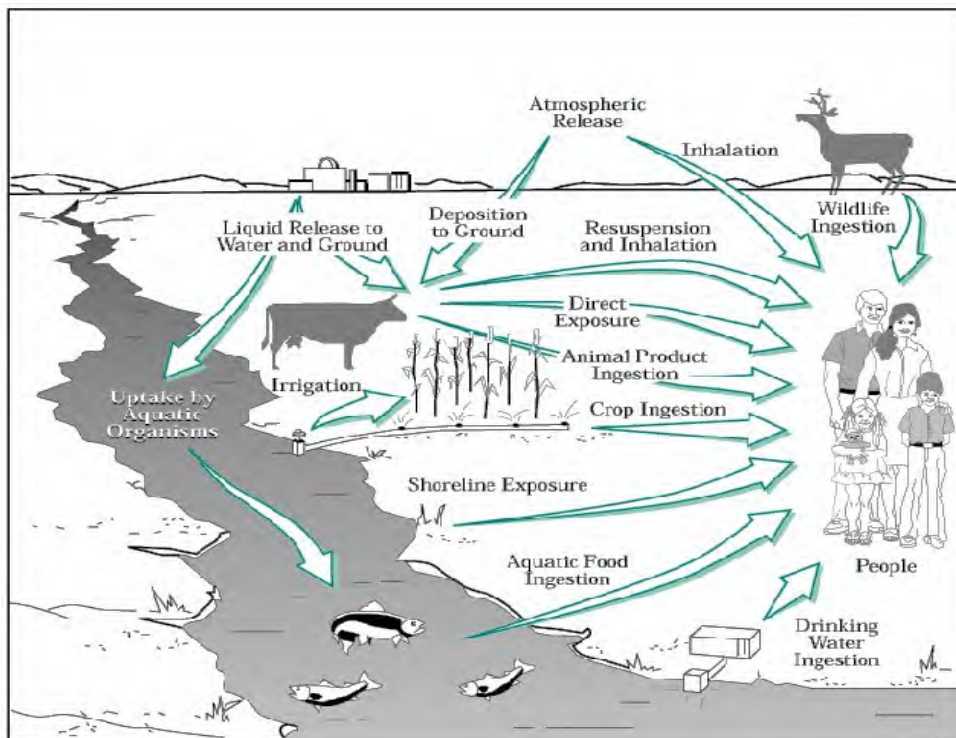 Atmospheric
Release
Inhalation
Liquid Release to
Water and Ground
Deposition
to Ground
Resuspension
and Inhalation
Wildlife
Ingestion
Direct
Exposure
Animal Product
Ingestion
Irrigation
Uptake by
Aquatic
Organisms
Crop Ingestion
Shoreline Exposure
Aquatic Food
Ingestion
People
Drinking
Water
Ingestion